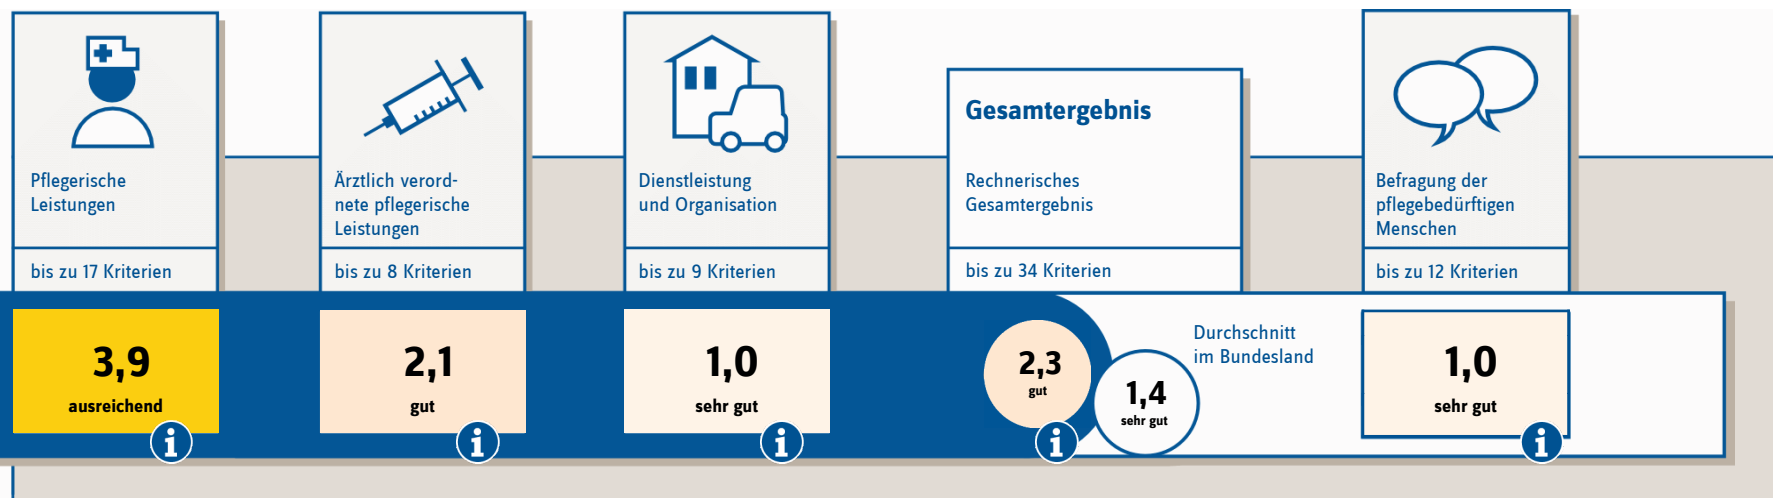 Pflegerische
Leistungen
bis zu 17 Kriterien
3,9
ausreichend
i
Ärztlich verord-
nete pflegerische
Leistungen
bis zu 8 Kriterien
2,1
gut
i
Dienstleistung
und Organisation
bis zu 9 Kriterien
1,0
sehr gut
i
Gesamtergebnis
Rechnerisches
Gesamtergebnis
bis zu 34 Kriterien
2,3
gut
i
1,4
sehr gut
Durchschnitt
im Bundesland
Befragung der
pflegebedürftigen
Menschen
bis zu 12 Kriterien
1,0
sehr gut
i